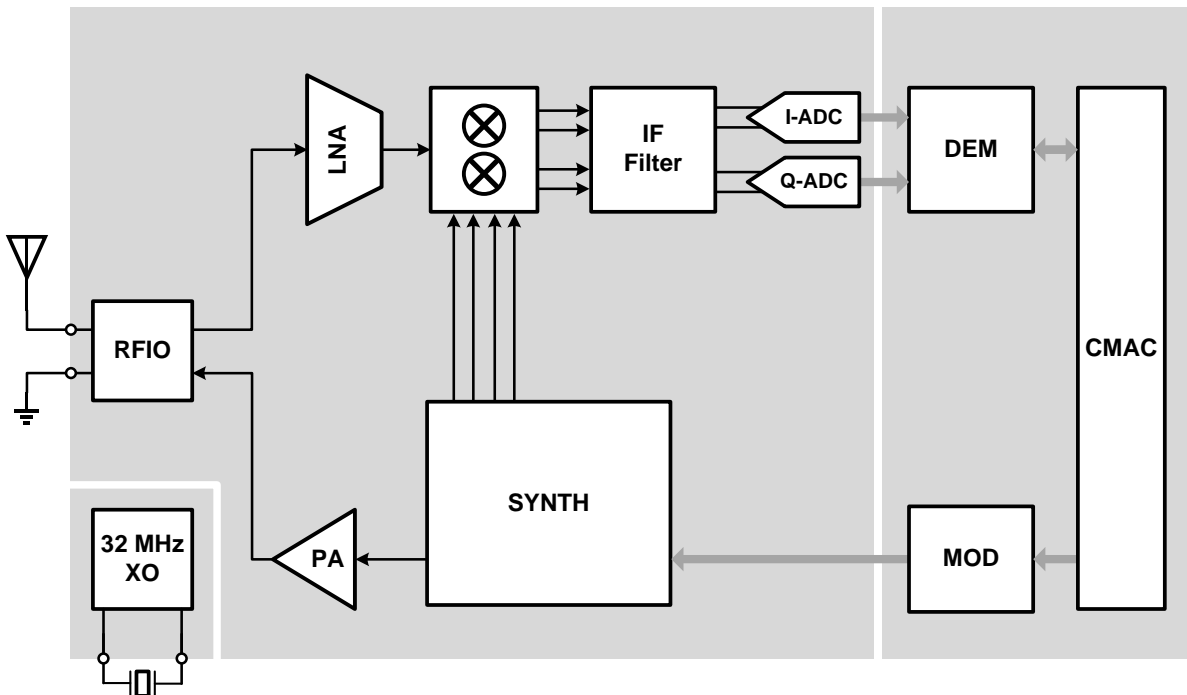 LNA
IF
Filter
I-ADC
Q-ADC
DEM
RFIO
CMAC
SYNTH
32 MHz
XO
PA
MOD